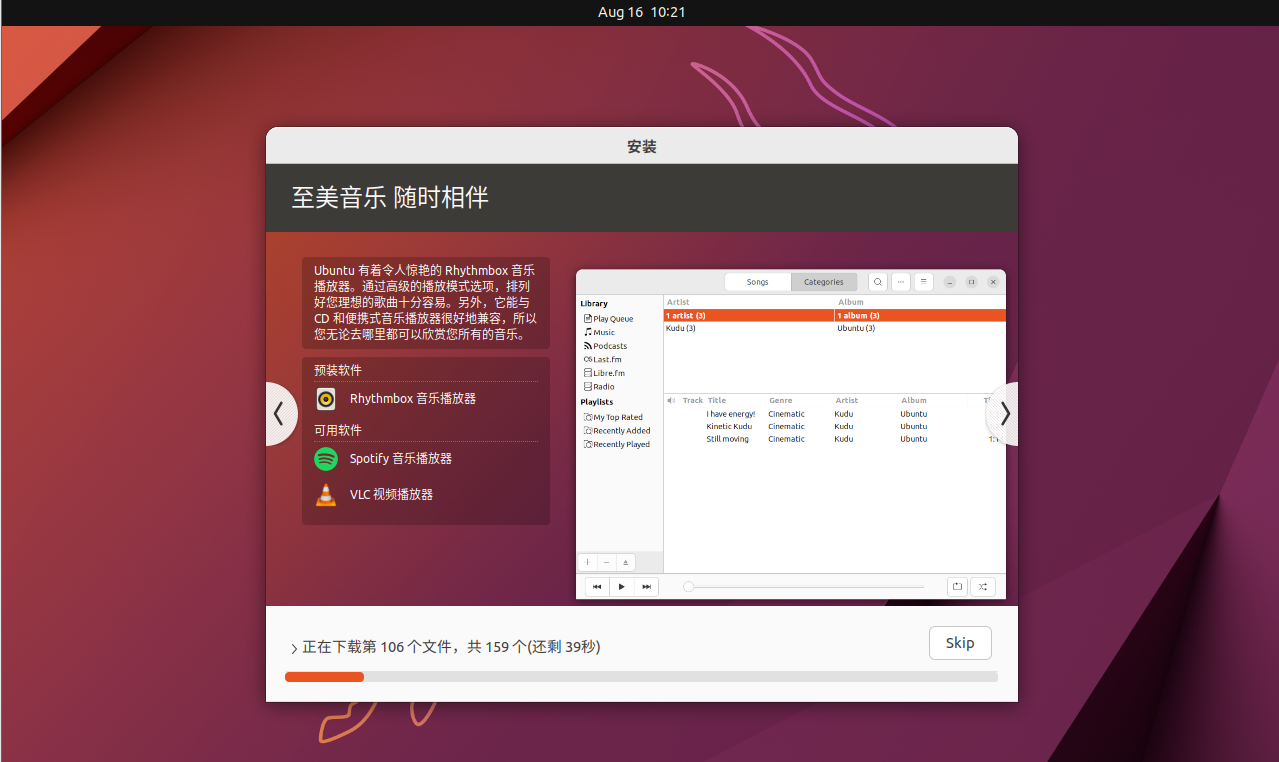 Aug 16 10:21
安装
至美音乐 随时相伴
Ubuntu 有着令人惊艳的 Rhythmbox 音乐
播放器。通过高级的播放模式选项，排列
好您理想的歌曲十分容易。另外，它能与
CD 和便携式音乐播放器很好地兼容，所以
您无论去哪里都可以欣赏您所有的音乐。
预装软件
Rhythmbox 音乐播放器
可用软件
Spotify 音乐播放器
VLC 视频播放器
Songs Categories
Library
Play Queue
Music
Podcasts
Last.fm
Libre.fm
Radio
Playlists
My Top Rated
Recently Added
Recently Played
Artist Album
1 artist (3) 1 album (3)
Kudu (3) Ubuntu (3)
Track Title Genre Artist Album
I have energy! Cinematic Kudu Ubuntu
Kinetic Kudu Cinematic Kudu Ubuntu
Still moving Cinematic Kudu Ubuntu
正在下载第 106 个文件，共 159 个(还剩 39秒)
Skip